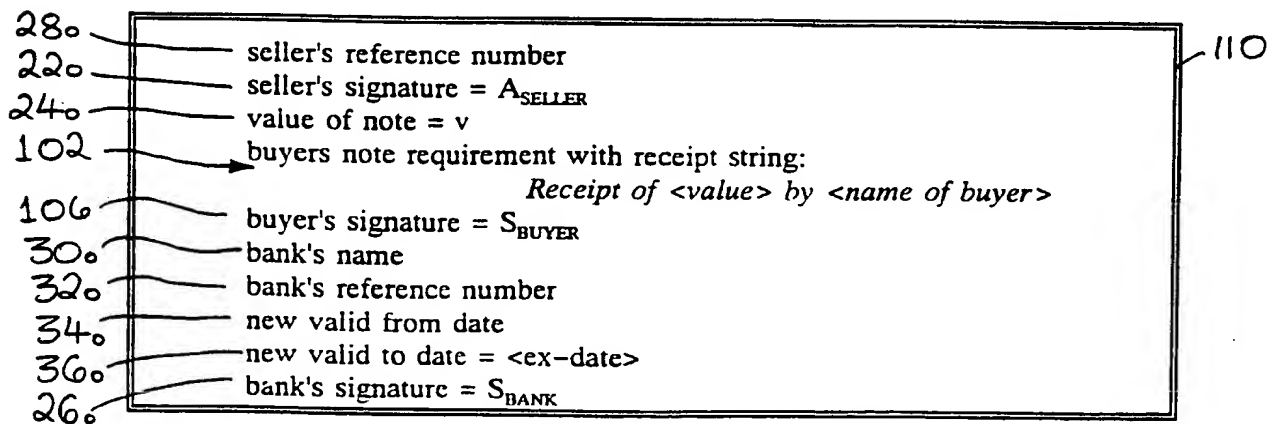 28o seller's reference number 110
22o seller's signature = A_SELLER
24o value of note = v
102 buyers note requirement with receipt string:
Receipt of <value> by <name of buyer>
106 buyer's signature = S_BUYER
30o bank's name
32o bank's reference number
34o new valid from date
36o new valid to date = <ex-date>
26o bank's signature = S_BANK